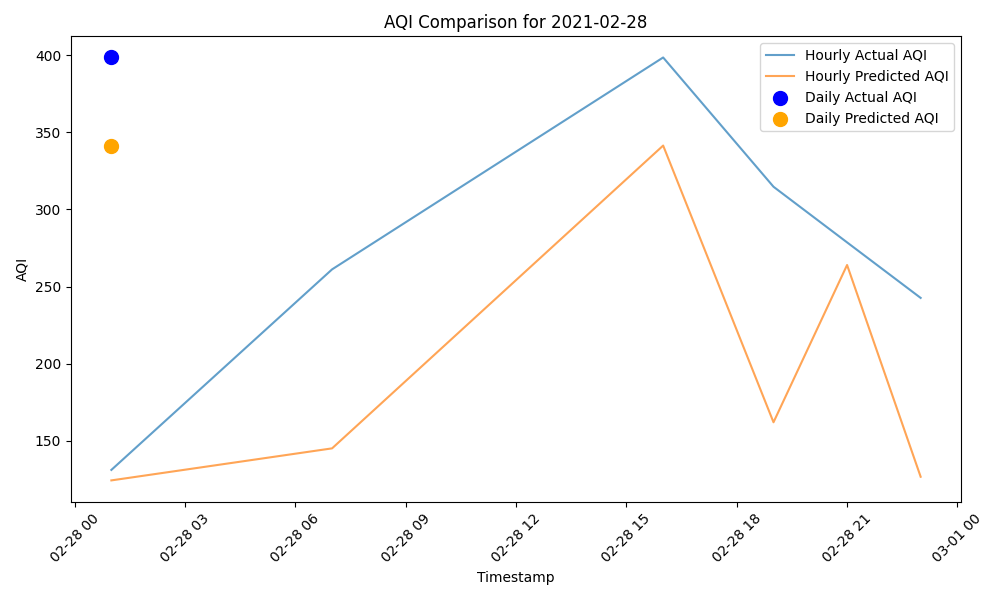 AQI Comparison for 2021-02-28
Hourly Actual AQI
Hourly Predicted AQI
Daily Actual AQI
Daily Predicted AQI
AQI
400
350
300
250
200
150
02-28 00
02-28 03
02-28 06
02-28 09
02-28 12
02-28 15
02-28 18
02-28 21
03-01 00
Timestamp